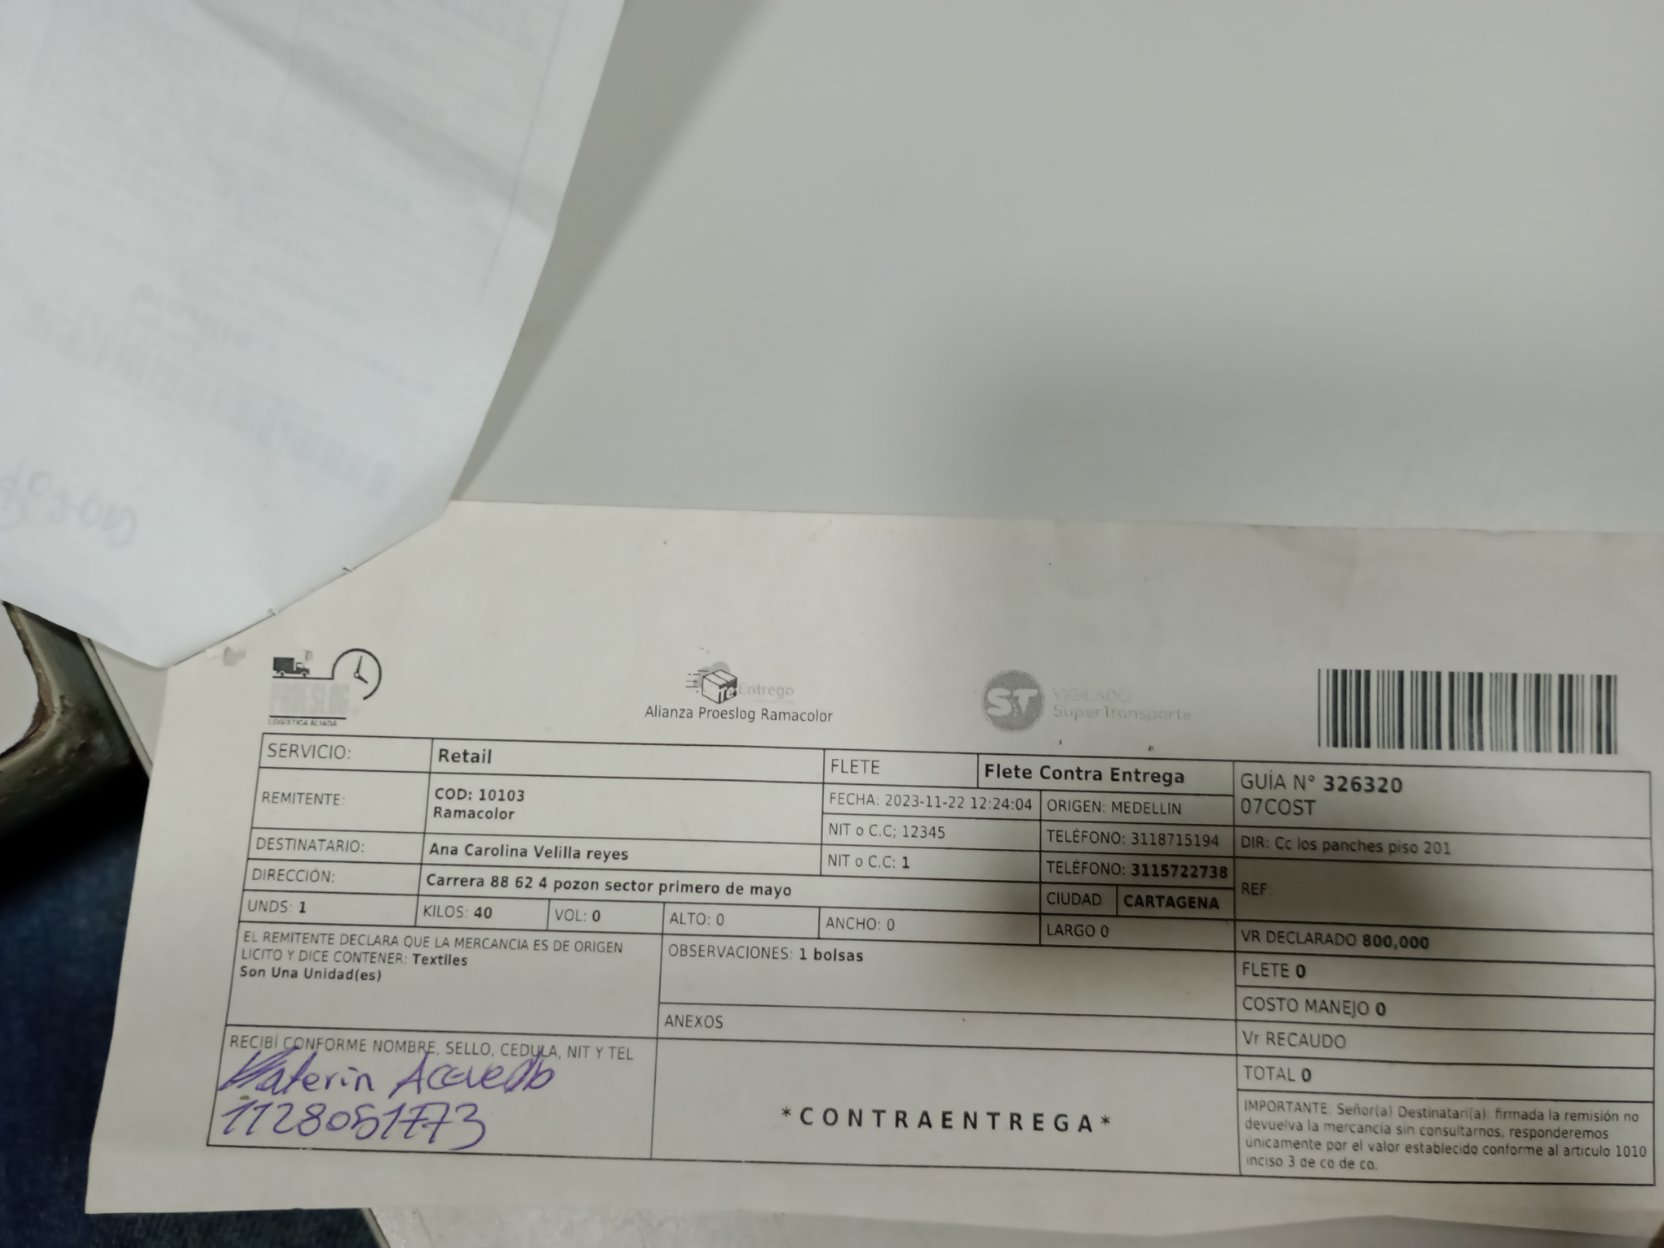 PROESLOG
LOGÍSTICA ALIADA
re Entrego
Alianza Proeslog Ramacolor
ST VIGILADO
SuperTransporte
SERVICIO: Retail
FLETE Flete Contra Entrega
GUÍA N° 326320
07COST
REMITENTE: COD: 10103
Ramacolor
FECHA: 2023-11-22 12:24:04 ORIGEN: MEDELLIN
NIT o C.C: 12345 TELÉFONO: 3118715194 DIR: Cc los panches piso 201
DESTINATARIO: Ana Carolina Velilla reyes NIT o C.C: 1 TELÉFONO: 3115722738
REF:
DIRECCIÓN: Carrera 88 62 4 pozon sector primero de mayo CIUDAD CARTAGENA
UNDS: 1 KILOS: 40 VOL: 0 ALTO: 0 ANCHO: 0 LARGO 0 VR DECLARADO 800,000
EL REMITENTE DECLARA QUE LA MERCANCIA ES DE ORIGEN
LICITO Y DICE CONTENER: Textiles
Son Una Unidad(es)
OBSERVACIONES: 1 bolsas
FLETE 0
COSTO MANEJO 0
ANEXOS
Vr RECAUDO
TOTAL 0
RECIBÍ CONFORME NOMBRE, SELLO, CEDULA, NIT Y TEL
Katerin Acevedo
1128051773
*CONTRAENTREGA*
IMPORTANTE: Señor(a) Destinatari(a): firmada la remisión no
devuelva la mercancia sin consultarnos, responderemos
unicamente por el valor establecido conforme al articulo 1010
inciso 3 de co de co.